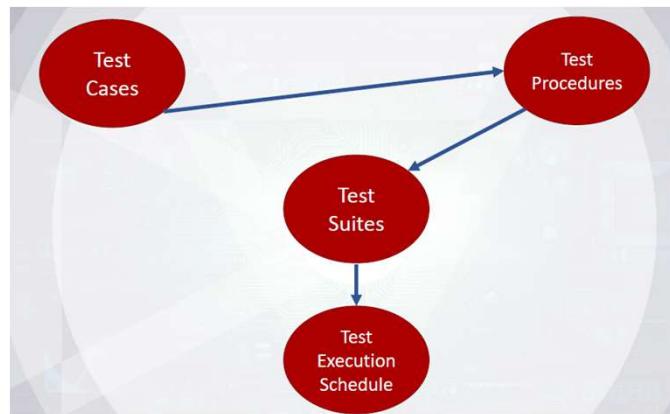 Test
Cases
Test
Procedures
Test
Suites
Test
Execution
Schedule